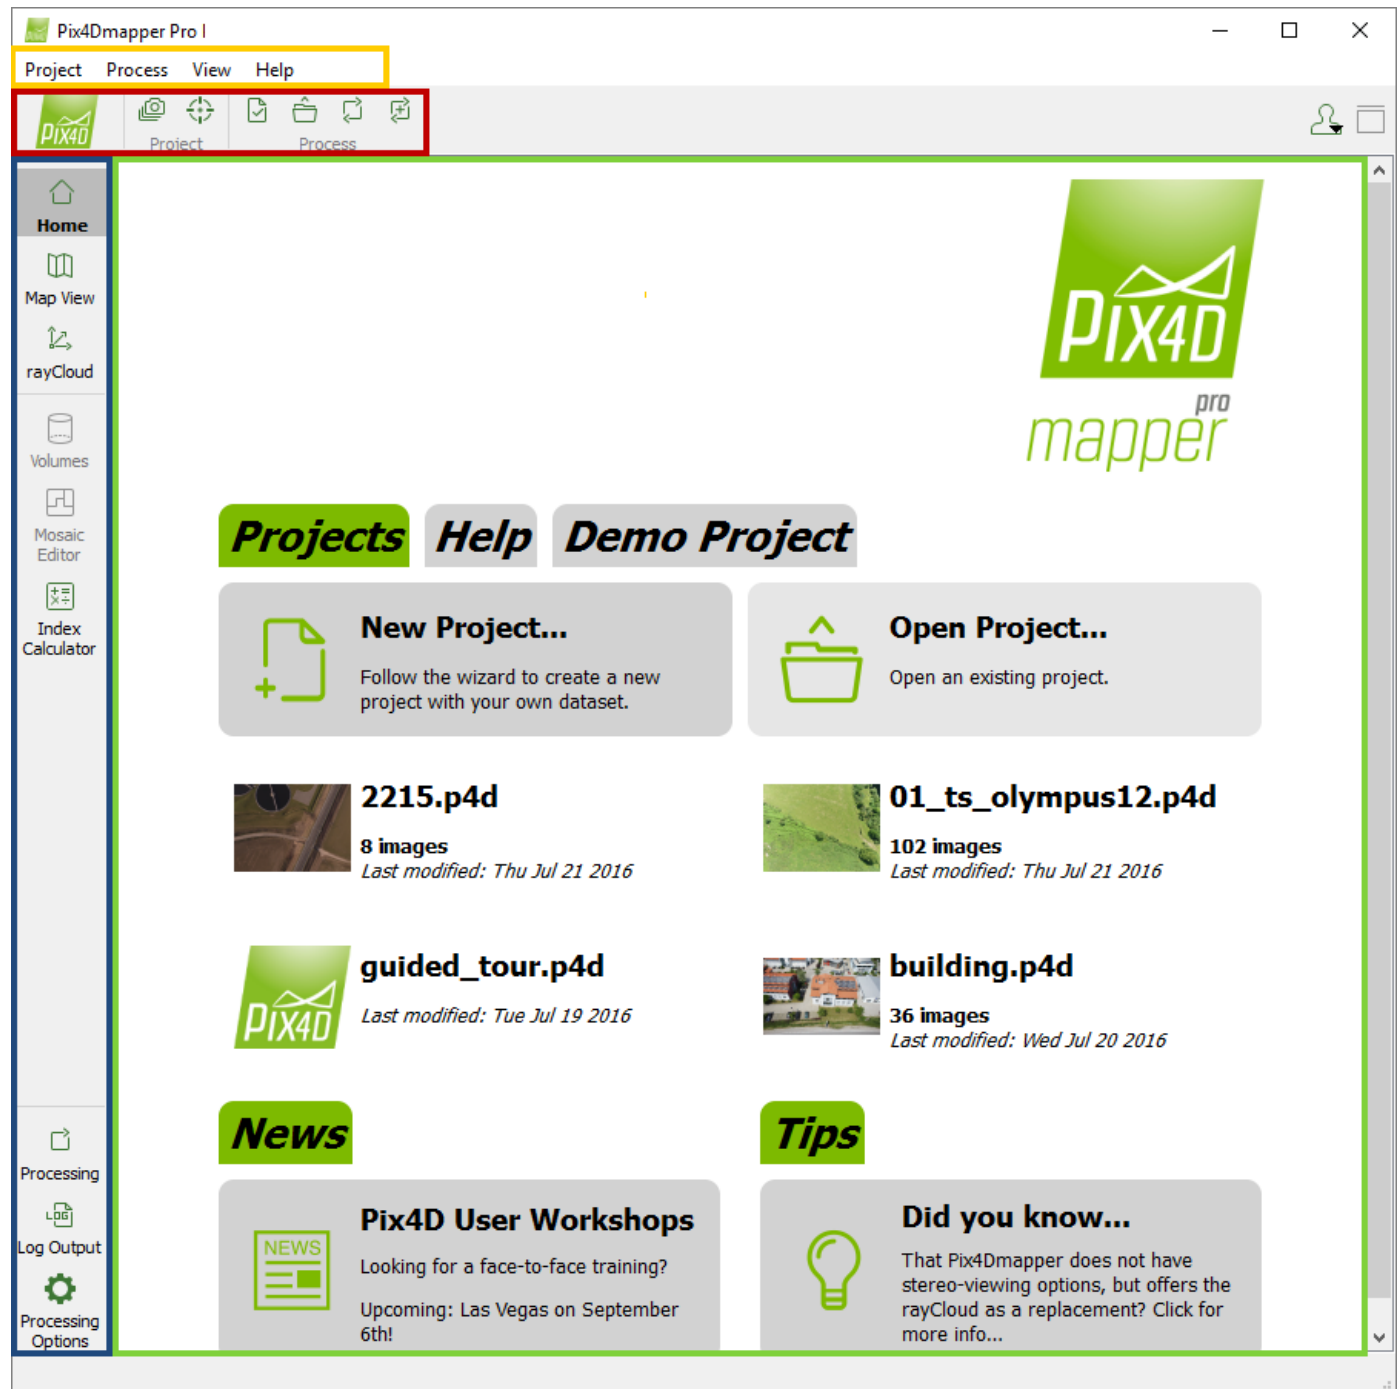 Pix4Dmapper Pro
Project Process View Help
PIX4D
Project Process
Home
Map View
rayCloud
Volumes
Mosaic
Editor
Index
Calculator
Processing
LOG
Log Output
Processing
Options
PIX4D
pro
mapper
Projects Help Demo Project
New Project...
Follow the wizard to create a new
project with your own dataset.
Open Project...
Open an existing project.
2215.p4d
8 images
Last modified: Thu Jul 21 2016
01_ts_olympus12.p4d
102 images
Last modified: Thu Jul 21 2016
PIX4D
guided_tour.p4d
Last modified: Tue Jul 19 2016
building.p4d
36 images
Last modified: Wed Jul 20 2016
News
NEWS
Pix4D User Workshops
Looking for a face-to-face training?
Upcoming: Las Vegas on September
6th!
Tips
Did you know...
That Pix4Dmapper does not have
stereo-viewing options, but offers the
rayCloud as a replacement? Click for
more info...